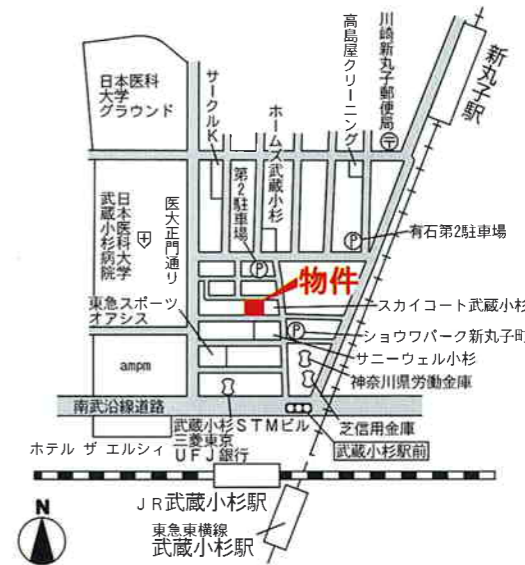 日本医科
大学
グラウンド
サークルK
ホームズ武蔵小杉
高島屋クリーニング
川崎新丸子郵便局
〒
新丸子駅
第2駐車場
P
日本医科大学
武蔵小杉病院
医大正門通り
P
有石第2駐車場
物件
スカイコート武蔵小杉
東急スポーツ
オアシス
P
ショウワパーク新丸子町
サニーウェル小杉
神奈川県労働金庫
ampm
南武沿線道路
芝信用金庫
武蔵小杉駅前
武蔵小杉STMビル
三菱東京
UFJ銀行
ホテル ザ エルシィ
JR武蔵小杉駅
東急東横線
武蔵小杉駅
N